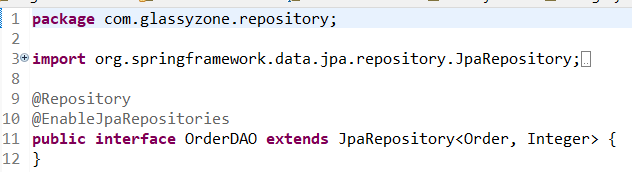 1 package com.glassyzone.repository;
2
3 import org.springframework.data.jpa.repository.JpaRepository;
8
9 @Repository
10 @EnableJpaRepositories
11 public interface OrderDAO extends JpaRepository<Order, Integer> {
12 }